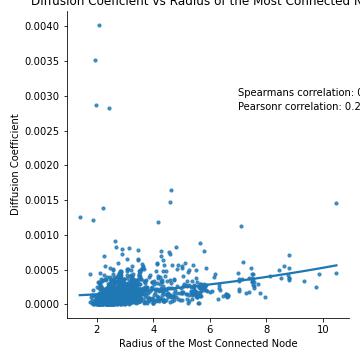 Diffusion Coeficient vs Radius of the Most Connected
0.0040
0.0035
0.0030
Spearmans correlation:
Pearsonr correlation: 0.2
0.0025
0.0020
0.0015
0.0010
0.0005
0.0000
Diffusion Coefficient
2 4 6 8 10
Radius of the Most Connected Node